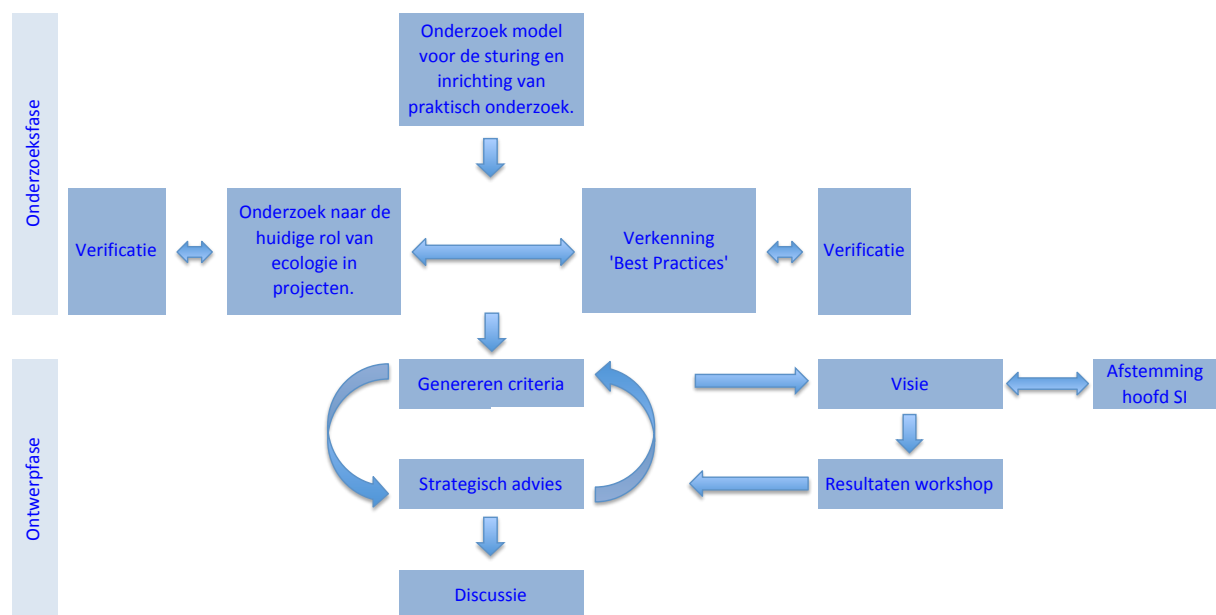 Onderzoeksfase
Onderzoek model
voor de sturing en
inrichting van
praktisch onderzoek.
Verificatie
Onderzoek naar de
huidige rol van
ecologie in
projecten.
Verkenning
'Best Practices'
Verificatie
Ontwerpfase
Genereren criteria
Visie
Afstemming
hoofd SI
Strategisch advies
Resultaten workshop
Discussie